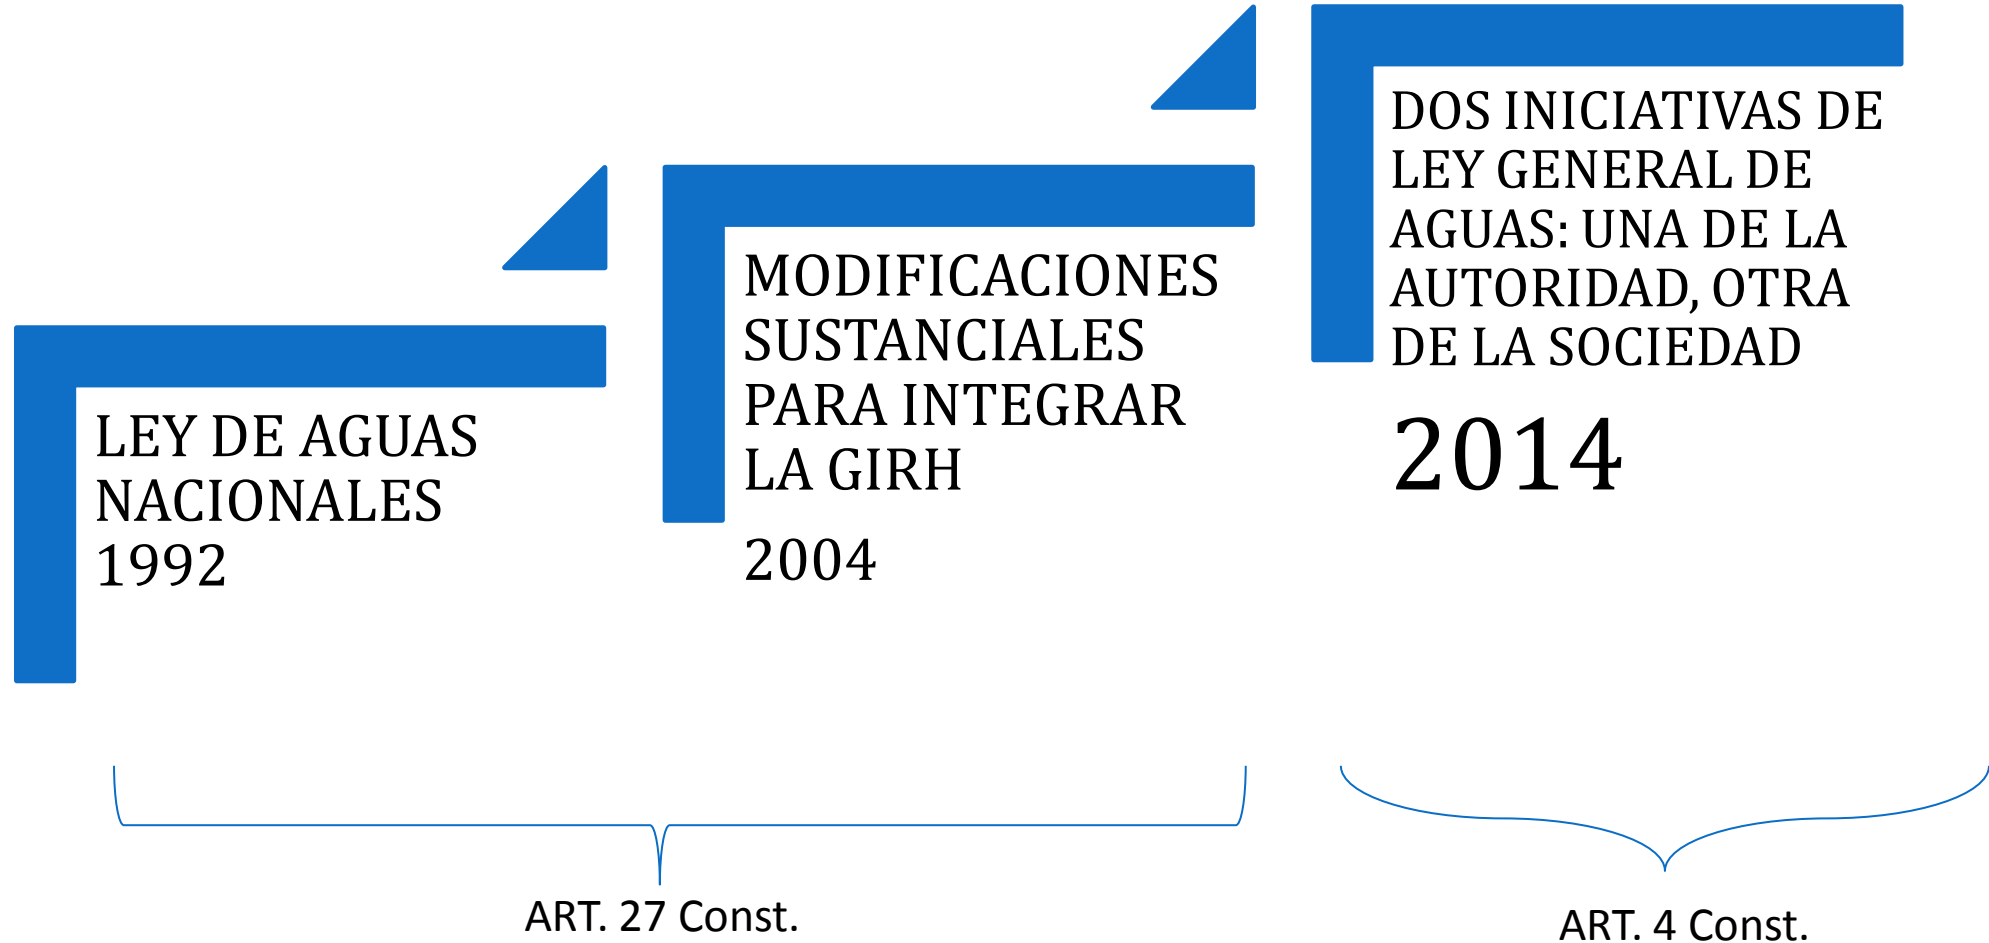 LEY DE AGUAS
NACIONALES
1992
MODIFICACIONES
SUSTANCIALES
PARA INTEGRAR
LA GIRH
2004
DOS INICIATIVAS DE
LEY GENERAL DE
AGUAS: UNA DE LA
AUTORIDAD, OTRA
DE LA SOCIEDAD
2014
ART. 27 Const.
ART. 4 Const.